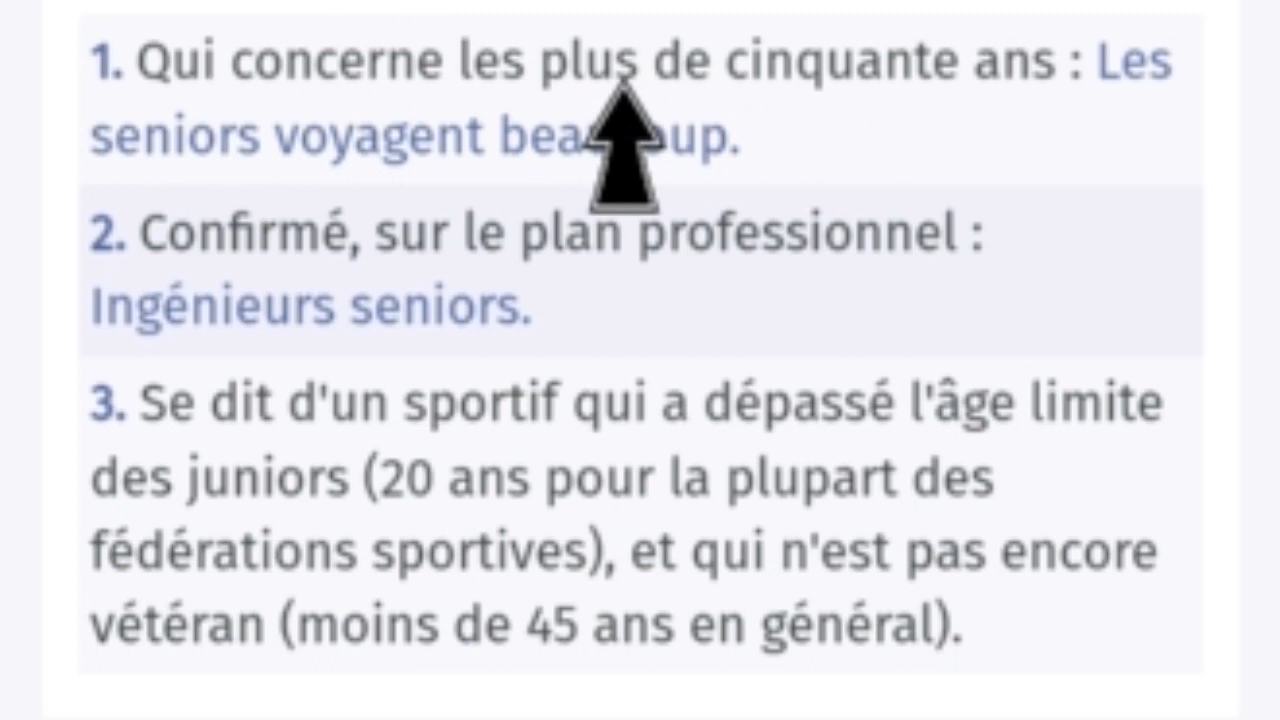 1. Qui concerne les plus de cinquante ans : Les
seniors voyagent beaucoup.
2. Confirmé, sur le plan professionnel :
Ingénieurs seniors.
3. Se dit d'un sportif qui a dépassé l'âge limite
des juniors (20 ans pour la plupart des
fédérations sportives), et qui n'est pas encore
vétéran (moins de 45 ans en général).